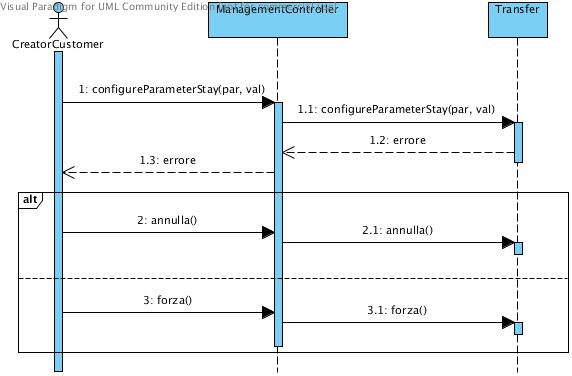 Visual Paradigm for UML Community Edition
ManagementController
Transfer
CreatorCustomer
1: configureParameterStay(par, val)
1.1: configureParameterStay(par, val)
1.2: errore
1.3: errore
alt
2: annulla()
2.1: annulla()
3: forza()
3.1: forza()